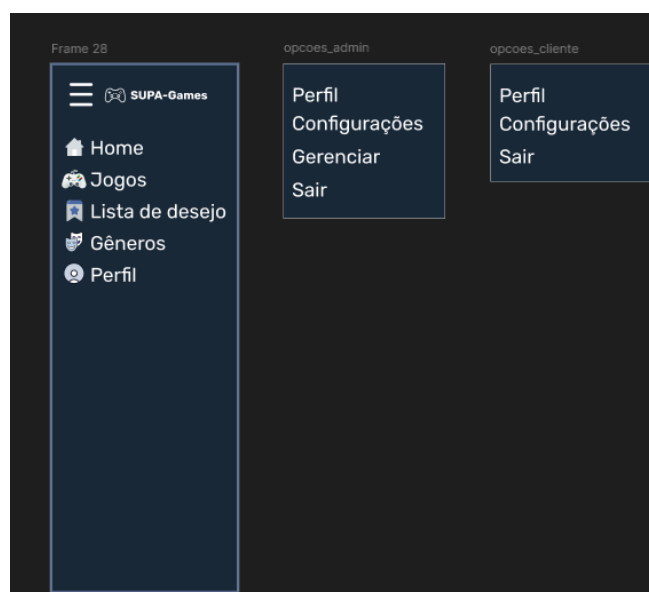 Frame 28
SUPA-Games
Home
Jogos
Lista de desejo
Gêneros
Perfil
opcoes_admin
Perfil
Configurações
Gerenciar
Sair
opcoes_cliente
Perfil
Configurações
Sair